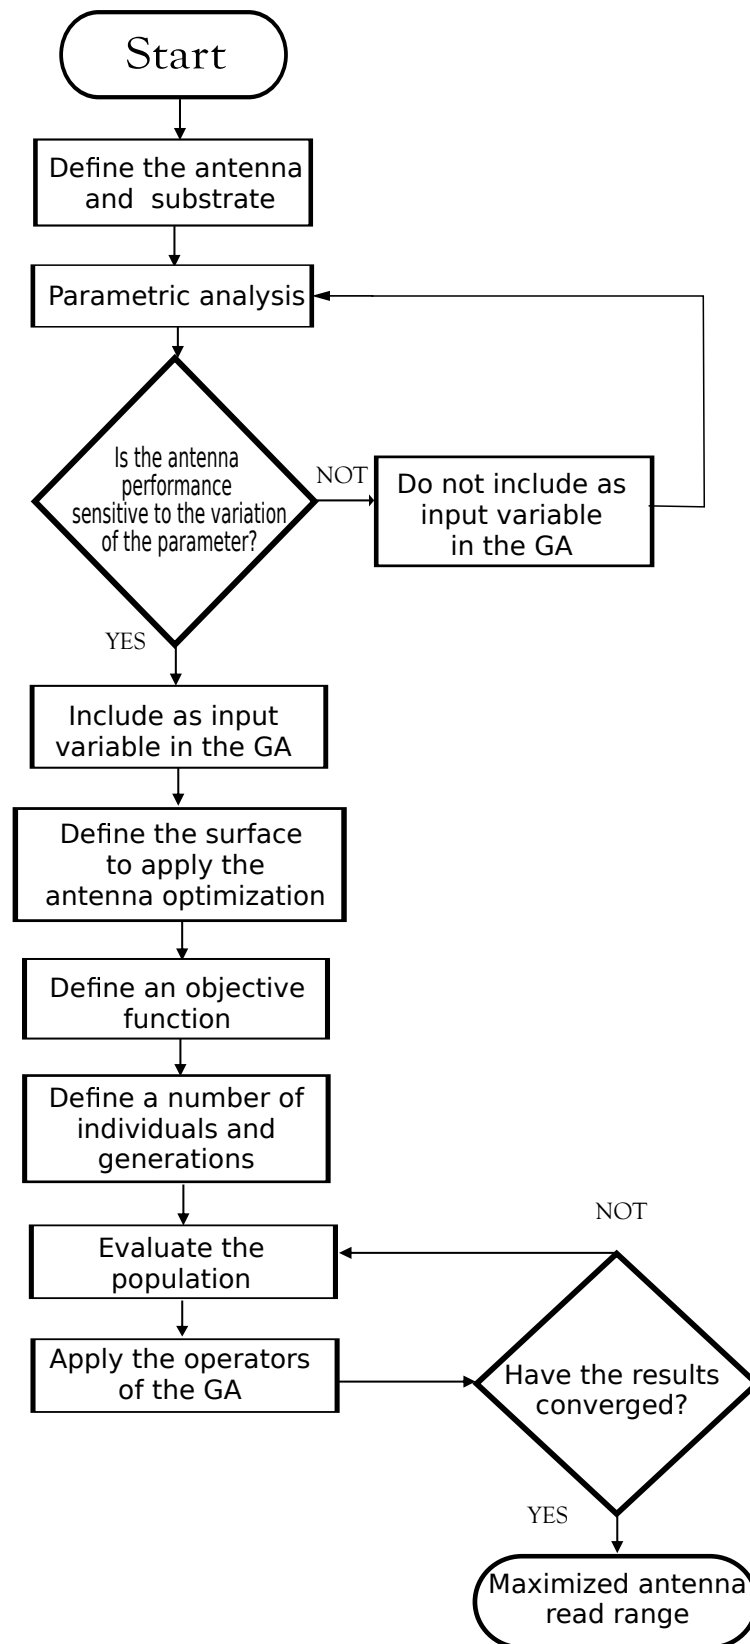 Start
Define the antenna
and substrate
Parametric analysis
Is the antenna
performance
sensitive to the variation
of the parameter?
NOT
Do not include as
input variable
in the GA
YES
Include as input
variable in the GA
Define the surface
to apply the
antenna optimization
Define an objective
function
Define a number of
individuals and
generations
Evaluate the
population
Apply the operators
of the GA
NOT
Have the results
converged?
YES
Maximized antenna
read range